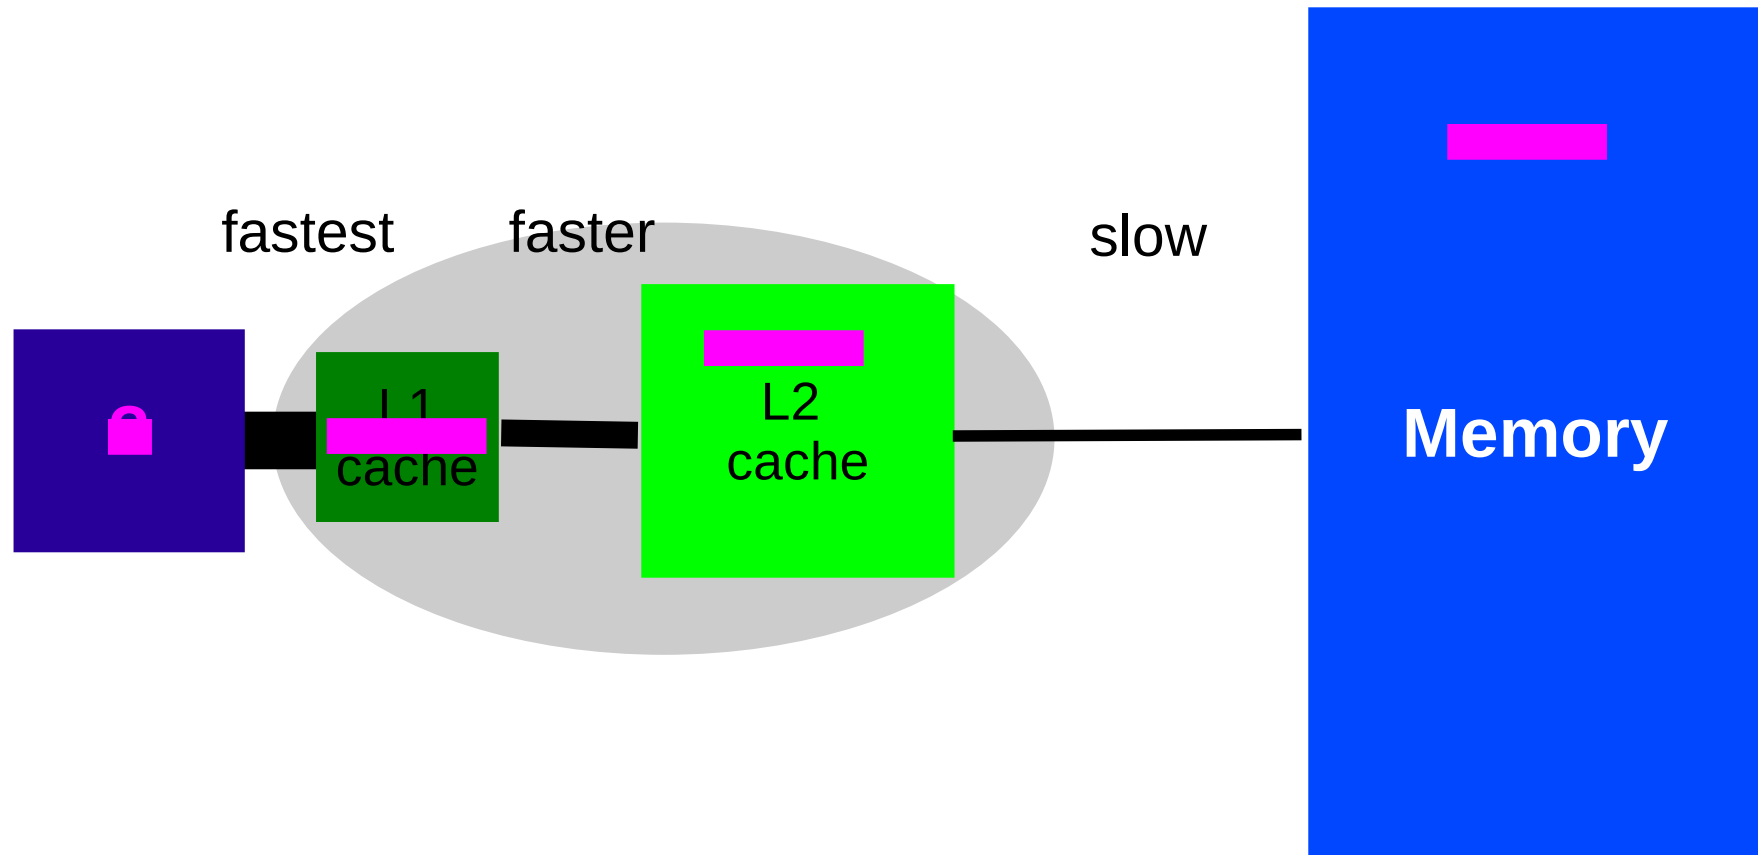 fastest
faster
slow
L1
cache
L2
cache
Memory